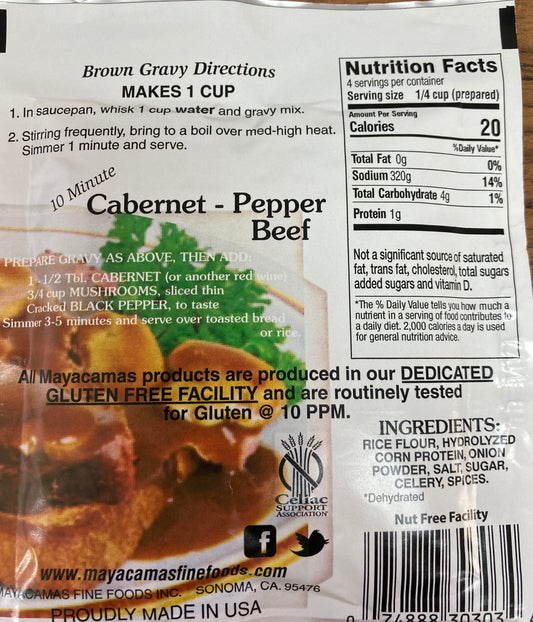 Brown Gravy Directions
MAKES 1 CUP
1. In saucepan, whisk 1 cup water and gravy mix.
2. Stirring frequently, bring to a boil over med-high heat.
Simmer 1 minute and serve.
10 Minute
Cabernet - Pepper
Beef
PREPARE GRAVY AS ABOVE, THEN ADD:
1 -1/2 Tbl. CABERNET (or another red wine)
3/4 cup MUSHROOMS, sliced thin
Cracked BLACK PEPPER, to taste
Simmer 3-5 minutes and serve over toasted bread
or rice.
Nutrition Facts
4 servings per container
Serving size 1/4 cup (prepared)
Amount Per Serving
Calories 20
%Daily Value*
Total Fat 0g 0%
Sodium 320g 14%
Total Carbohydrate 4g 1%
Protein 1g
Not a significant source of saturated
fat, trans fat, cholesterol, total sugars
added sugars and vitamin D.
*The % Daily Value tells you how much a
nutrient in a serving of food contributes to
a daily diet. 2,000 calories a day is used
for general nutrition advice.
All Mayacamas products are produced in our DEDICATED
GLUTEN FREE FACILITY and are routinely tested
for Gluten @ 10 PPM.
Celiac
SUPPORT
ASSOCIATION
INGREDIENTS:
RICE FLOUR, HYDROLYZED
CORN PROTEIN, ONION
POWDER, SALT, SUGAR,
CELERY, SPICES.
*Dehydrated
Nut Free Facility
www.mayacamasfinefoods.com
MAYACAMAS FINE FOODS INC. SONOMA, CA. 95476
PROUDLY MADE IN USA
0 74888 30303